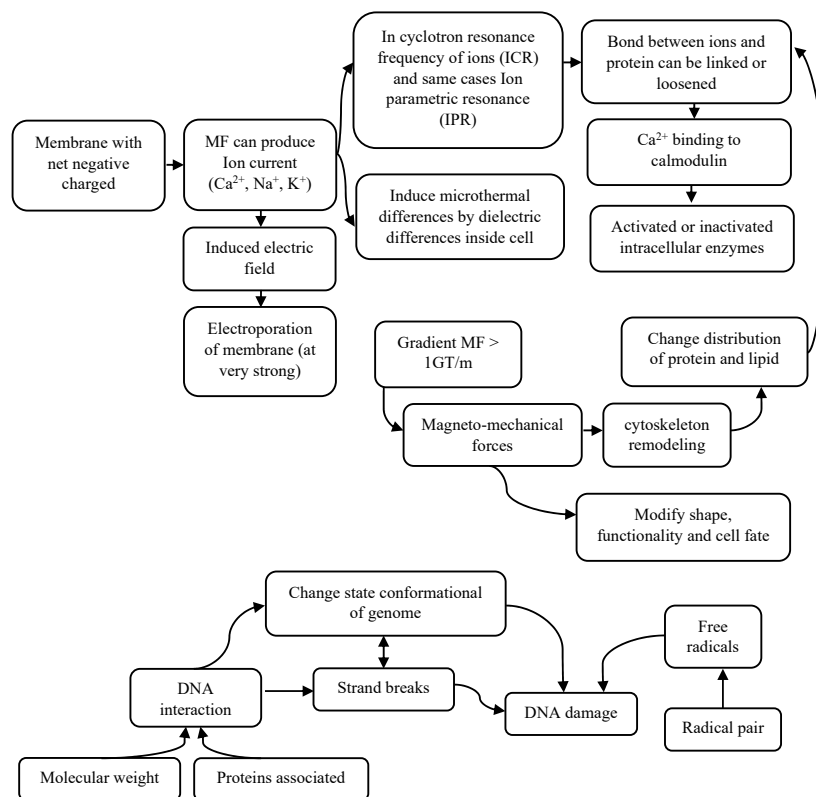 In cyclotron resonance
frequency of ions (ICR)
and same cases Ion
parametric resonance
(IPR)
Bond between ions and
protein can be linked or
loosened
Membrane with
net negative
charged
MF can produce
Ion current
(Ca²⁺, Na⁺, K⁺)
Ca²⁺ binding to
calmodulin
Induce microthermal
differences by dielectric
differences inside cell
Activated or inactivated
intracellular enzymes
Induced electric
field
Electroporation
of membrane (at
very strong)
Gradient MF >
1GT/m
Change distribution
of protein and lipid
Magneto-mechanical
forces
cytoskeleton
remodeling
Modify shape,
functionality and cell fate
Change state conformational
of genome
Free
radicals
DNA
interaction
Strand breaks
DNA damage
Radical pair
Molecular weight
Proteins associated